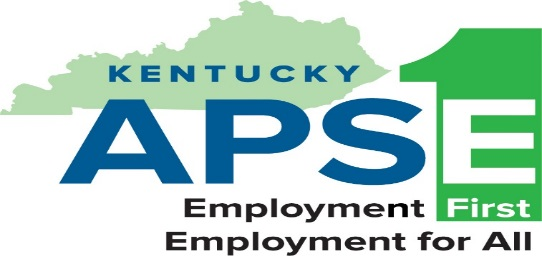 KENTUCKY
APSE
Employment First
Employment for All